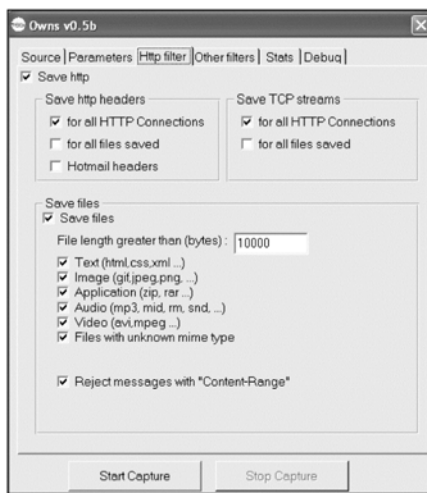 Owns v0.5b
Source Parameters Http filter Other filters Stats Debug
Save http
Save http headers
for all HTTP Connections
for all files saved
Hotmail headers
Save TCP streams
for all HTTP Connections
for all files saved
Save files
Save files
File length greater than (bytes) : 10000
Text (html,css,xml ...)
Image (gif,jpeg,png, ...)
Application (zip, rar ...)
Audio (mp3, mid, rm, snd, ...)
Video (avi,mpeg ...)
Files with unknown mime type
Reject messages with "Content-Range"
Start Capture Stop Capture